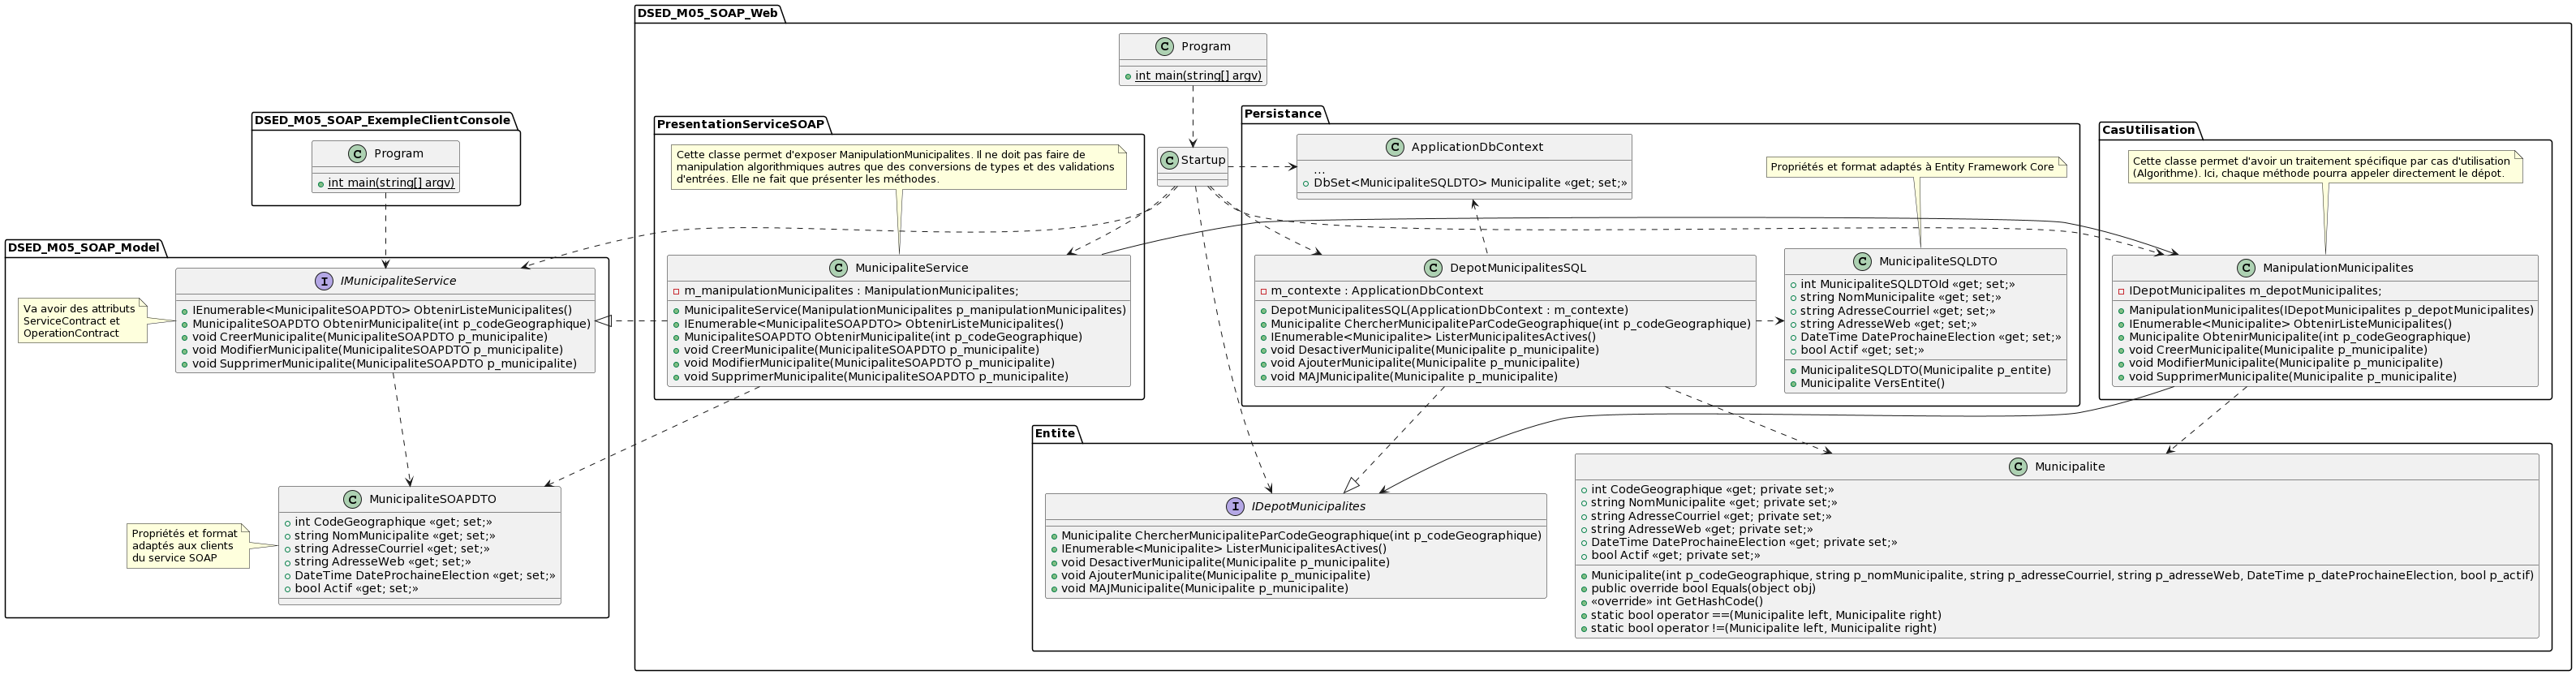 DSED_M05_SOAP_Web
Program
int main(string[] argv)
DSED_M05_SOAP_ExempleClientConsole
Program
int main(string[] argv)
PresentationServiceSOAP
Cette classe permet d'exposer ManipulationMunicipalites. Il ne doit pas faire de
manipulation algorithmiques autres que des conversions de types et des validations
d'entrées. Elle ne fait que présenter les méthodes.
Startup
Persistance
ApplicationDbContext
...
DbSet<MunicipaliteSQLDTO> Municipalite «get; set;»
Propriétés et format adaptés à Entity Framework Core
CasUtilisation
Cette classe permet d'avoir un traitement spécifique par cas d'utilisation
(Algorithme). Ici, chaque méthode pourra appeler directement le dépot.
DSED_M05_SOAP_Model
Va avoir des attributs
ServiceContract et
OperationContract
IMunicipaliteService
IEnumerable<MunicipaliteSOAPDTO> ObtenirListeMunicipalites()
MunicipaliteSOAPDTO ObtenirMunicipalite(int p_codeGeographique)
void CreerMunicipalite(MunicipaliteSOAPDTO p_municipalite)
void ModifierMunicipalite(MunicipaliteSOAPDTO p_municipalite)
void SupprimerMunicipalite(MunicipaliteSOAPDTO p_municipalite)
MunicipaliteService
m_manipulationMunicipalites : ManipulationMunicipalites;
MunicipaliteService(ManipulationMunicipalites p_manipulationMunicipalites)
IEnumerable<MunicipaliteSOAPDTO> ObtenirListeMunicipalites()
MunicipaliteSOAPDTO ObtenirMunicipalite(int p_codeGeographique)
void CreerMunicipalite(MunicipaliteSOAPDTO p_municipalite)
void ModifierMunicipalite(MunicipaliteSOAPDTO p_municipalite)
void SupprimerMunicipalite(MunicipaliteSOAPDTO p_municipalite)
DepotMunicipalitesSQL
m_contexte : ApplicationDbContext
DepotMunicipalitesSQL(ApplicationDbContext : m_contexte)
Municipalite ChercherMunicipaliteParCodeGeographique(int p_codeGeographique)
IEnumerable<Municipalite> ListerMunicipalitesActives()
void DesactiverMunicipalite(Municipalite p_municipalite)
void AjouterMunicipalite(Municipalite p_municipalite)
void MAJMunicipalite(Municipalite p_municipalite)
MunicipaliteSQLDTO
int MunicipaliteSQLDTOId «get; set;»
string NomMunicipalite «get; set;»
string AdresseCourriel «get; set;»
string AdresseWeb «get; set;»
DateTime DateProchaineElection «get; set;»
bool Actif «get; set;»
MunicipaliteSQLDTO(Municipalite p_entite)
Municipalite VersEntite()
ManipulationMunicipalites
IDepotMunicipalites m_depotMunicipalites;
ManipulationMunicipalites(IDepotMunicipalites p_depotMunicipalites)
IEnumerable<Municipalite> ObtenirListeMunicipalites()
Municipalite ObtenirMunicipalite(int p_codeGeographique)
void CreerMunicipalite(Municipalite p_municipalite)
void ModifierMunicipalite(Municipalite p_municipalite)
void SupprimerMunicipalite(Municipalite p_municipalite)
Propriétés et format
adaptés aux clients
du service SOAP
MunicipaliteSOAPDTO
int CodeGeographique «get; set;»
string NomMunicipalite «get; set;»
string AdresseCourriel «get; set;»
string AdresseWeb «get; set;»
DateTime DateProchaineElection «get; set;»
bool Actif «get; set;»
Entite
IDepotMunicipalites
Municipalite ChercherMunicipaliteParCodeGeographique(int p_codeGeographique)
IEnumerable<Municipalite> ListerMunicipalitesActives()
void DesactiverMunicipalite(Municipalite p_municipalite)
void AjouterMunicipalite(Municipalite p_municipalite)
void MAJMunicipalite(Municipalite p_municipalite)
Municipalite
int CodeGeographique «get; private set;»
string NomMunicipalite «get; private set;»
string AdresseCourriel «get; private set;»
string AdresseWeb «get; private set;»
DateTime DateProchaineElection «get; private set;»
bool Actif «get; private set;»
Municipalite(int p_codeGeographique, string p_nomMunicipalite, string p_adresseCourriel, string p_adresseWeb, DateTime p_dateProchaineElection, bool p_actif)
public override bool Equals(object obj)
«override» int GetHashCode()
static bool operator ==(Municipalite left, Municipalite right)
static bool operator !=(Municipalite left, Municipalite right)